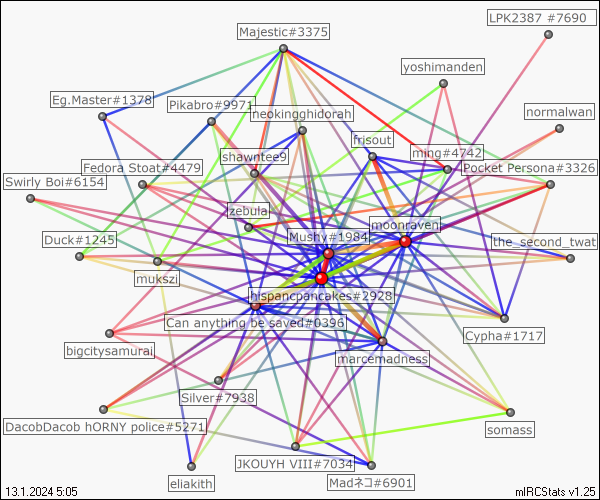 LPK2387 #7690
Majestic#3375
yoshimanden
Eg.Master#1378
Pikabro#9971
neokingghidorah
normalwan
frisout
ming#4742
shawntee9
Fedora Stoat#4479
Pocket Persona#3326
Swirly Boi#6154
zebula
moonraven
Mushy#1984
Duck#1245
the_second_twat
mukszi
hispancpancakes#2928
Can anything be saved#0396
Cypha#1717
bigcitysamurai
marcemadness
Silver#7938
DacobDacob hORNY police#5271
somass
JKOUYH VIII#7034
eliakith
Madネコ#6901
13.1.2024 5:05
mIRCStats v1.25